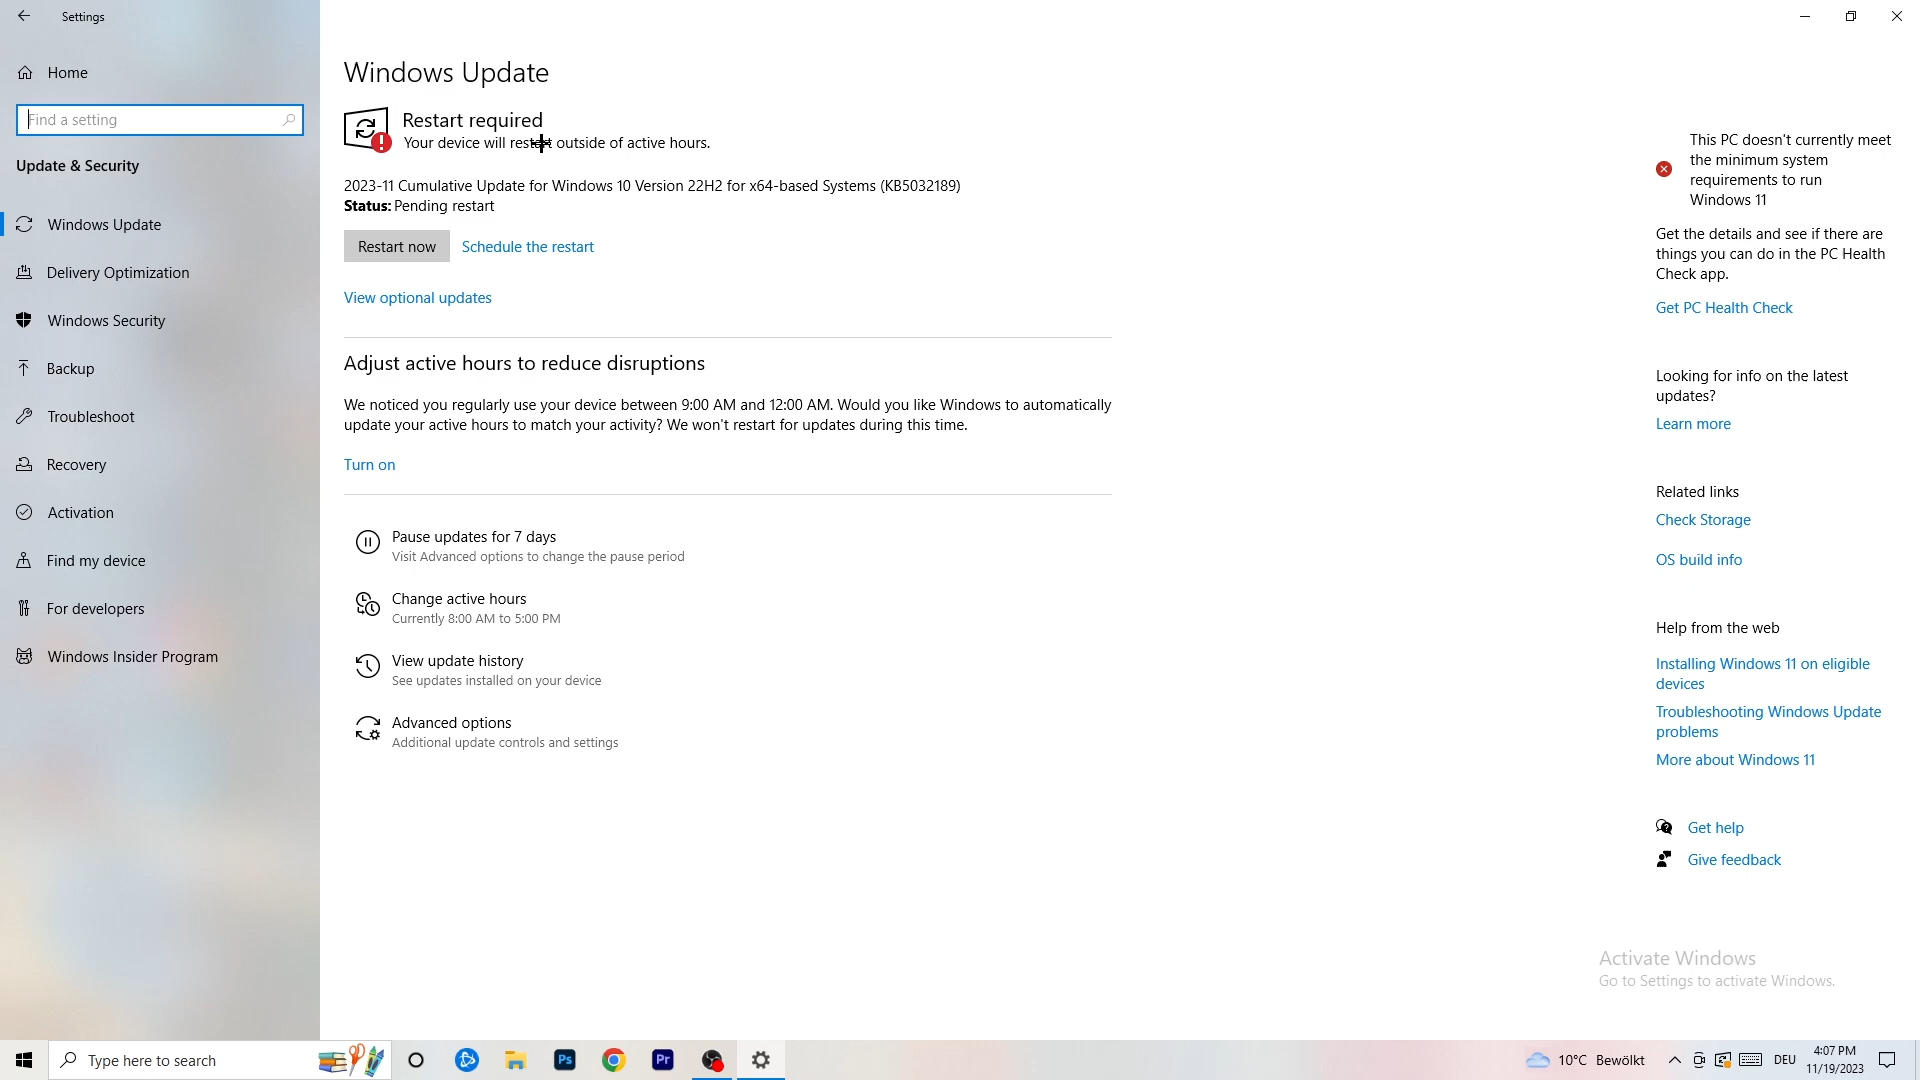 Settings
Home
Find a setting
Update & Security
Windows Update
Delivery Optimization
Windows Security
Backup
Troubleshoot
Recovery
Activation
Find my device
For developers
Windows Insider Program
Windows Update
Restart required
Your device will restart outside of active hours.
2023-11 Cumulative Update for Windows 10 Version 22H2 for x64-based Systems (KB5032189)
Status: Pending restart
Restart now Schedule the restart
View optional updates
Adjust active hours to reduce disruptions
We noticed you regularly use your device between 9:00 AM and 12:00 AM. Would you like Windows to automatically
update your active hours to match your activity? We won't restart for updates during this time.
Turn on
Pause updates for 7 days
Visit Advanced options to change the pause period
Change active hours
Currently 8:00 AM to 5:00 PM
View update history
See updates installed on your device
Advanced options
Additional update controls and settings
This PC doesn't currently meet
the minimum system
requirements to run
Windows 11
Get the details and see if there are
things you can do in the PC Health
Check app.
Get PC Health Check
Looking for info on the latest
updates?
Learn more
Related links
Check Storage
OS build info
Help from the web
Installing Windows 11 on eligible
devices
Troubleshooting Windows Update
problems
More about Windows 11
Get help
Give feedback
Activate Windows
Go to Settings to activate Windows.
Type here to search
Ps
Pr
10°C Bewölkt
DEU
4:07 PM
11/19/2023